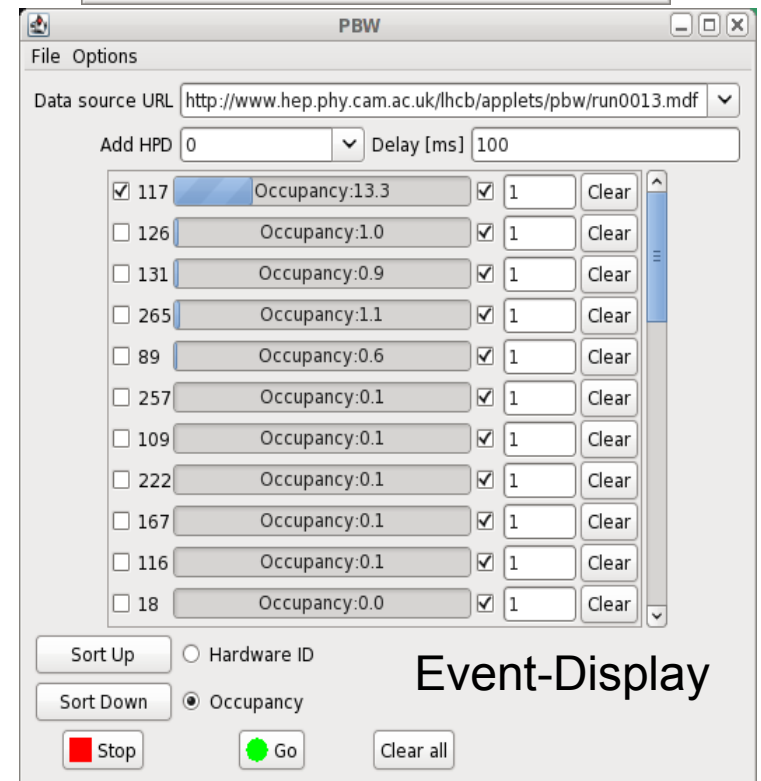 PBW
File Options
Data source URL http://www.hep.phy.cam.ac.uk/lhcb/applets/pbw/run0013.mdf
Add HPD 0 Delay [ms] 100
117 Occupancy:13.3 1 Clear
126 Occupancy:1.0 1 Clear
131 Occupancy:0.9 1 Clear
265 Occupancy:1.1 1 Clear
89 Occupancy:0.6 1 Clear
257 Occupancy:0.1 1 Clear
109 Occupancy:0.1 1 Clear
222 Occupancy:0.1 1 Clear
167 Occupancy:0.1 1 Clear
116 Occupancy:0.1 1 Clear
18 Occupancy:0.0 1 Clear
Sort Up Hardware ID
Event-Display
Sort Down Occupancy
Stop Go Clear all